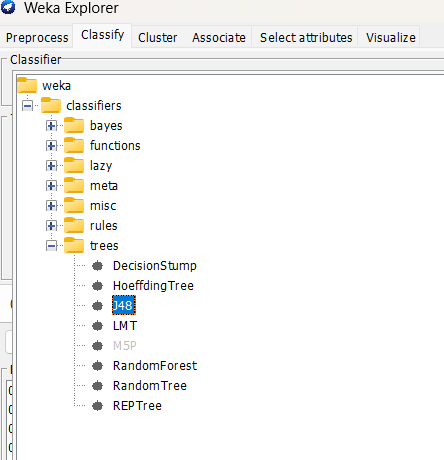 Weka Explorer
Preprocess Classify Cluster Associate Select attributes Visualize
Classifier
weka
classifiers
bayes
functions
lazy
meta
misc
rules
trees
DecisionStump
HoeffdingTree
J48
LMT
M5P
RandomForest
RandomTree
REPTree